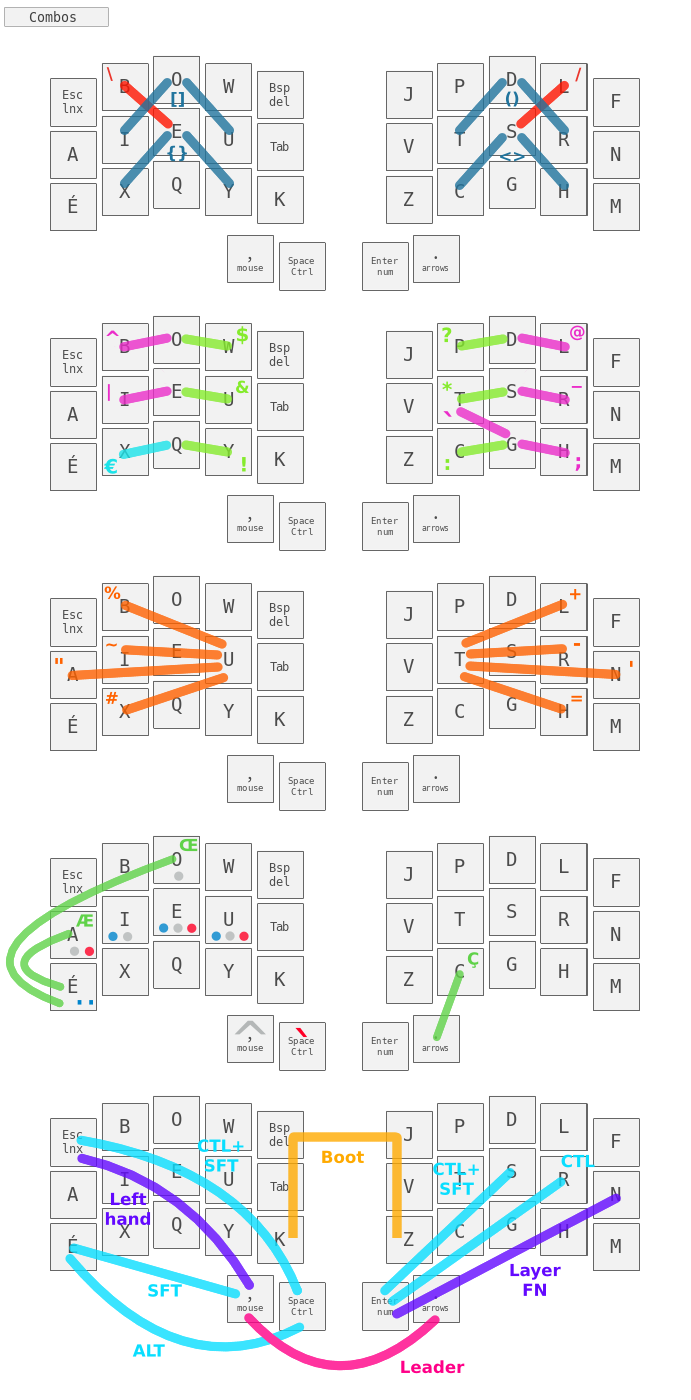 Combos
\ B O W
Esc
lnx
Bsp
del
[]
A I E U Tab
{}
É X Q Y K
,
mouse
Space
Ctrl
J P D L /
F
()
V T S R N
<>
Z C G H M
Enter
num
.
arrows
^ B O W $
Esc
lnx
Bsp
del
A | I E U & Tab
É € X Q Y ! K
,
mouse
Space
Ctrl
J ? P D L @ F
V * T S R − N
`
Z : C G H ; M
Enter
num
.
arrows
% B O W
Esc
lnx
Bsp
del
" A ~ I E U Tab
É # X Q Y K
,
mouse
Space
Ctrl
J P D L + F
V T S R - N '
Z C G H = M
Enter
num
.
arrows
B O Œ W
Esc
lnx
Bsp
del
A Æ I E U Tab
É X Q Y K
^
,
mouse
`
Space
Ctrl
J P D L F
V T S R N
Z C Ç G H M
Enter
num
arrows
B O W
Esc
lnx
Bsp
del
CTL+
SFT
A I E U Tab
Left
hand
É X Q Y K
SFT
ALT
,
mouse
Space
Ctrl
Boot
J P D L F
CTL+
SFT
CTL
V T S R N
Z C G H M
Layer
FN
Enter
num
.
arrows
Leader